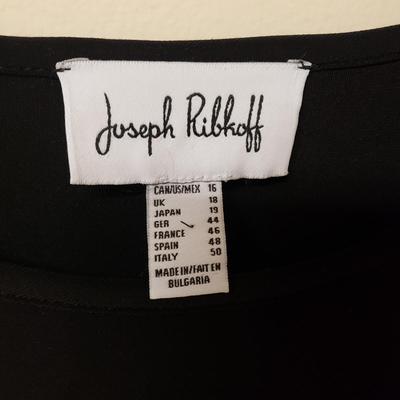 Joseph Ribkoff
CAN/US/MEX 16
UK 18
JAPAN 19
GER 44
FRANCE 46
SPAIN 48
ITALY 50
MADE IN/FAIT EN
BULGARIA